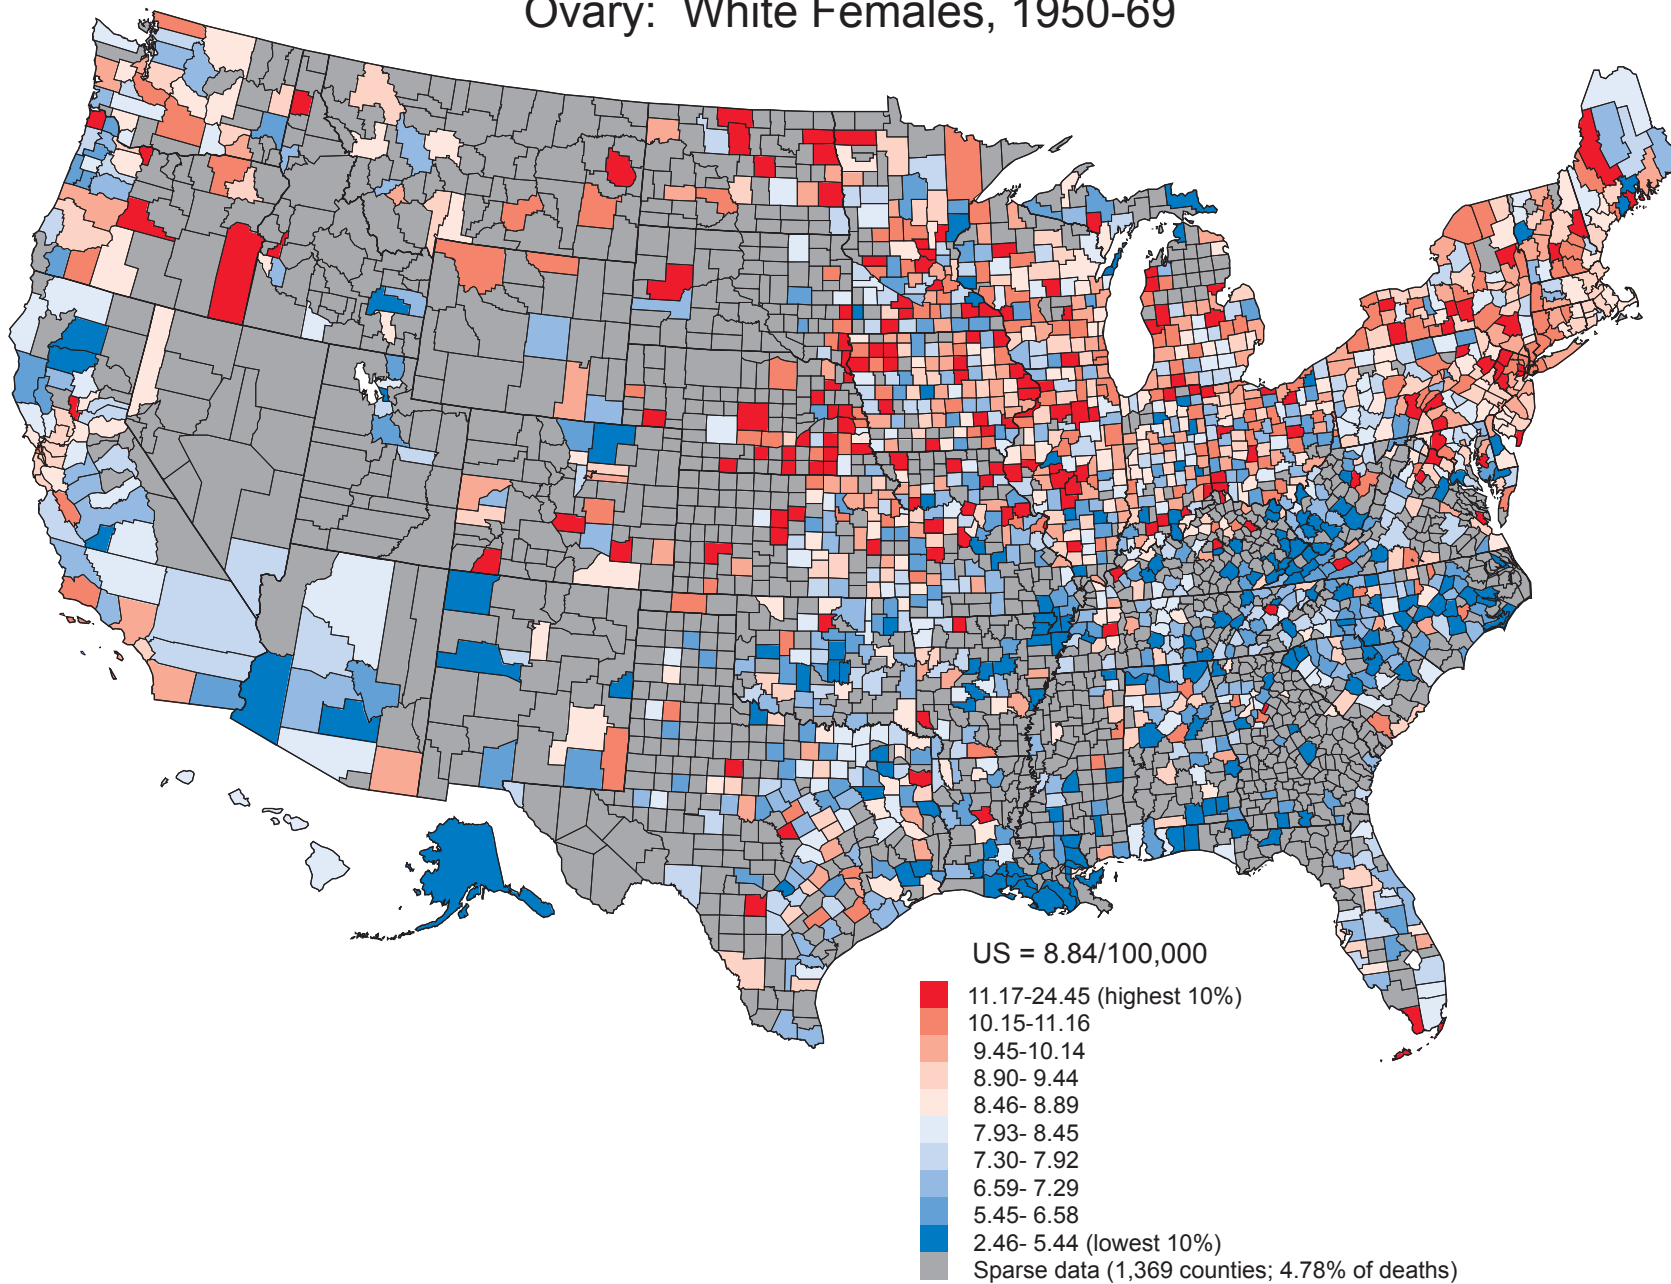 Ovary: White Females, 1950-69
US = 8.84/100,000
11.17-24.45 (highest 10%)
10.15-11.16
9.45-10.14
8.90- 9.44
8.46- 8.89
7.93- 8.45
7.30- 7.92
6.59- 7.29
5.45- 6.58
2.46- 5.44 (lowest 10%)
Sparse data (1,369 counties; 4.78% of deaths)